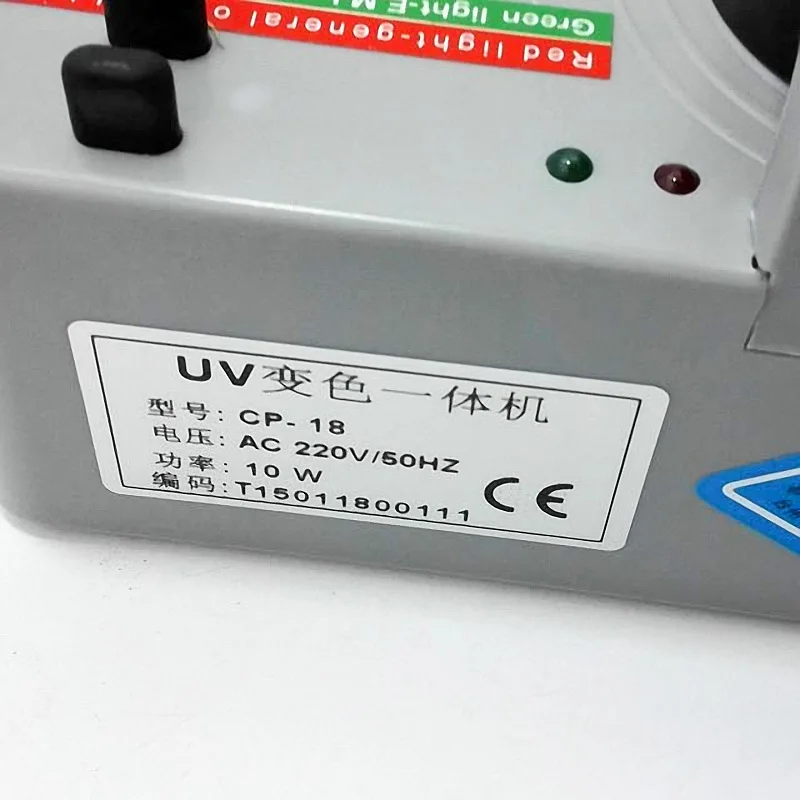 Green light-EM
Red light-general o
UV变色一体机
型号: CP-18
电压: AC 220V/50HZ
功率: 10 W
编码:T15011800111
CE